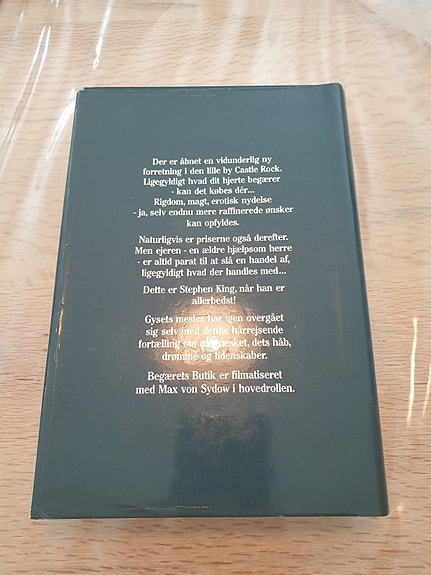 Der er åbnet en vidunderlig ny
forretning i den lille by Castle Rock.
Ligegyldigt hvad dit hjerte begærer
- kan det købes dér...
Rigdom, magt, erotisk nydelse
- ja, selv endnu mere raffinerede ønsker
kan opfyldes.
Naturligvis er priserne også derefter.
Men ejeren - en ældre hjælpsom herre
- er altid parat til at slå en handel af,
ligegyldigt hvad der handles med...
Dette er Stephen King, når han er
allerbedst!
Gysets mester har igen overgået
sig selv med denne hårrejsende
fortælling om mennesket, dets håb,
drømme og lidenskaber.
Begærets Butik er filmatiseret
med Max von Sydow i hovedrollen.